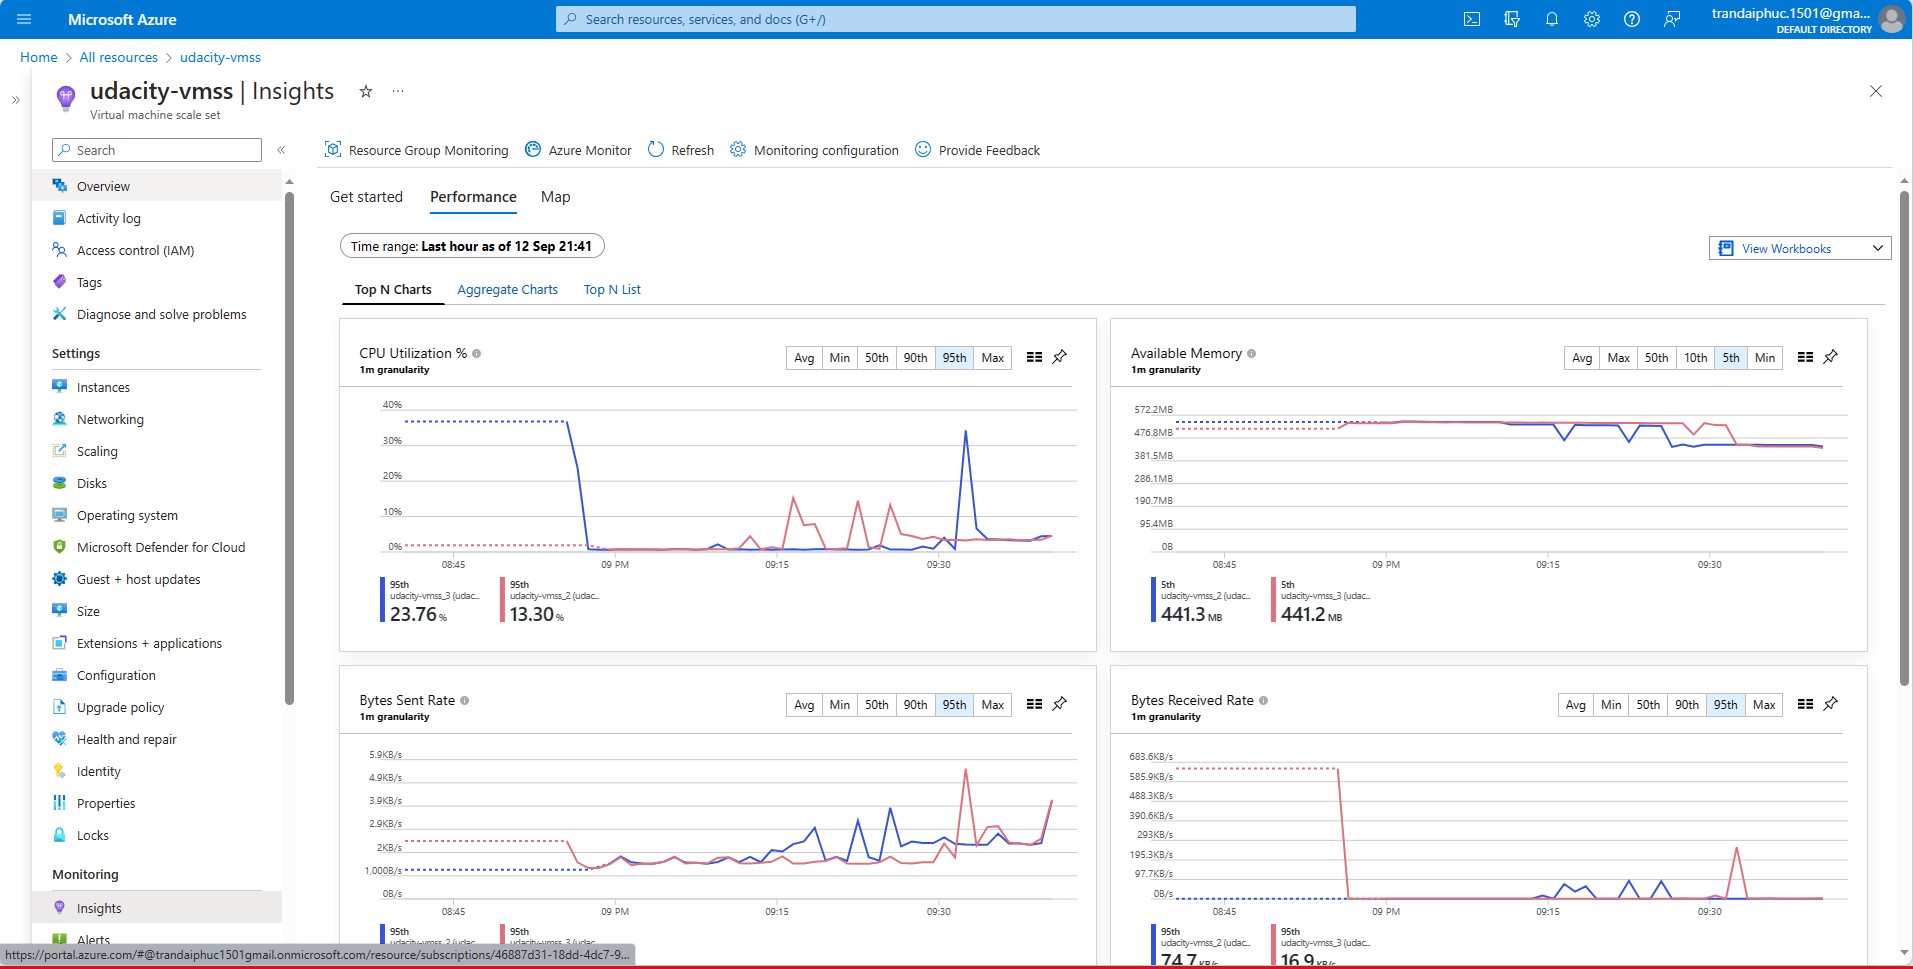 Microsoft Azure
Search resources, services, and docs (G+/)
trandaiphuc.1501@gma...
DEFAULT DIRECTORY
Home > All resources > udacity-vmss
udacity-vmss | Insights
Virtual machine scale set
Search
Resource Group Monitoring
Azure Monitor
Refresh
Monitoring configuration
Provide Feedback
Overview
Activity log
Access control (IAM)
Tags
Diagnose and solve problems
Settings
Instances
Networking
Scaling
Disks
Operating system
Microsoft Defender for Cloud
Guest + host updates
Size
Extensions + applications
Configuration
Upgrade policy
Health and repair
Identity
Properties
Locks
Monitoring
Insights
Alerts
https://portal.azure.com/#@trandaiphuc1501gmail.onmicrosoft.com/resource/subscriptions/46887d31-18dd-4dc7-9...
Get started Performance Map
Time range: Last hour as of 12 Sep 21:41
View Workbooks
Top N Charts Aggregate Charts Top N List
CPU Utilization %
1m granularity
Avg Min 50th 90th 95th Max
40%
30%
20%
10%
0%
08:45 09 PM 09:15 09:30
95th 95th
udacity-vmss_3 (udac... udacity-vmss_2 (udac...
23.76 % 13.30 %
Available Memory
1m granularity
Avg Max 50th 10th 5th Min
572.2MB
476.8MB
381.5MB
286.1MB
190.7MB
95.4MB
0B
08:45 09 PM 09:15 09:30
5th 5th
udacity-vmss_2 (udac... udacity-vmss_3 (udac...
441.3 MB 441.2 MB
Bytes Sent Rate
1m granularity
Avg Min 50th 90th 95th Max
5.9KB/s
4.9KB/s
3.9KB/s
2.9KB/s
2KB/s
1,000B/s
0B/s
08:45 09 PM 09:15 09:30
95th 95th
udacity-vmss_2 (udac... udacity-vmss_3 (udac...
Bytes Received Rate
1m granularity
Avg Min 50th 90th 95th Max
683.6KB/s
585.9KB/s
488.3KB/s
390.6KB/s
293KB/s
195.3KB/s
97.7KB/s
0B/s
08:45 09 PM 09:15 09:30
95th 95th
udacity-vmss_2 (udac... udacity-vmss_3 (udac...
74.7 KB/s 16.9 KB/s